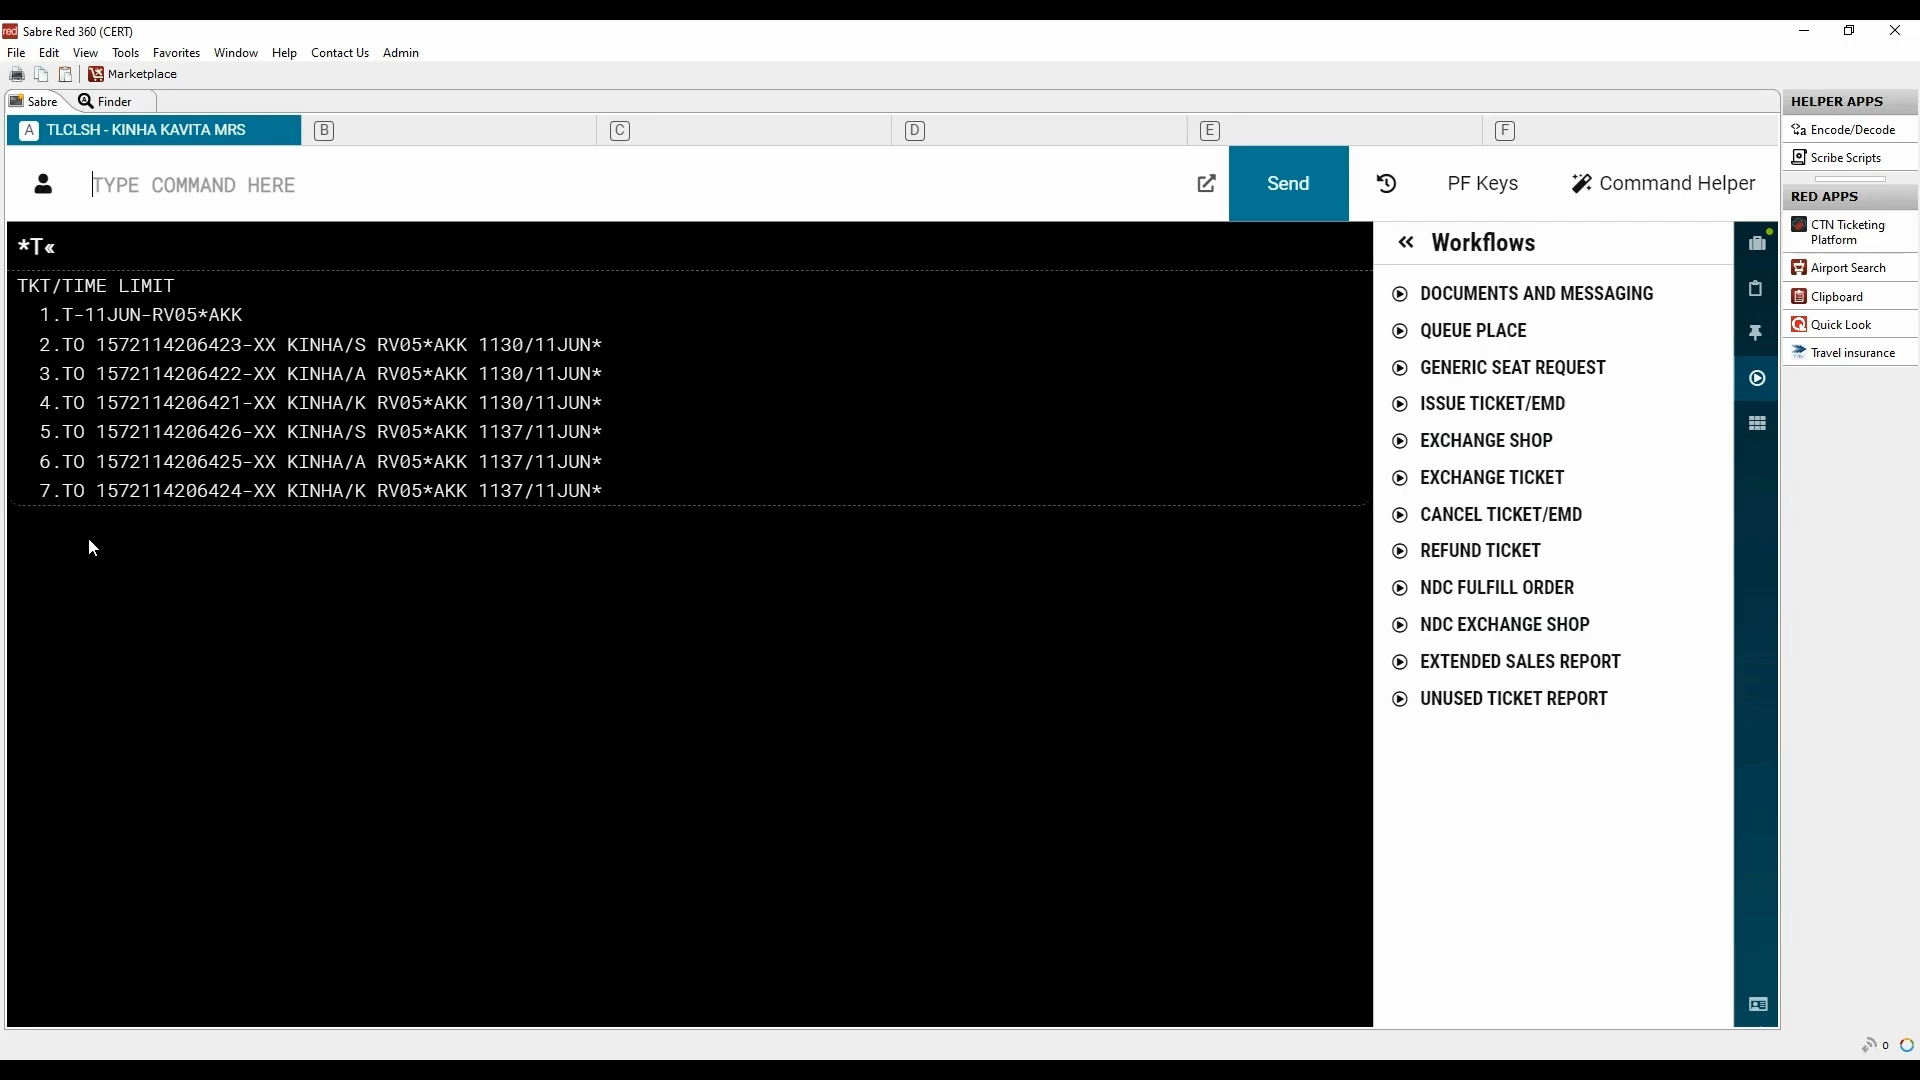 red Sabre Red 360 (CERT)
File Edit View Tools Favorites Window Help Contact Us Admin
Marketplace
Sabre Finder
A TLCLSH - KINHA KAVITA MRS B C D E F
TYPE COMMAND HERE Send PF Keys Command Helper
*T«
TKT/TIME LIMIT
1.T-11JUN-RV05*AKK
2.TO 1572114206423-XX KINHA/S RV05*AKK 1130/11JUN*
3.TO 1572114206422-XX KINHA/A RV05*AKK 1130/11JUN*
4.TO 1572114206421-XX KINHA/K RV05*AKK 1130/11JUN*
5.TO 1572114206426-XX KINHA/S RV05*AKK 1137/11JUN*
6.TO 1572114206425-XX KINHA/A RV05*AKK 1137/11JUN*
7.TO 1572114206424-XX KINHA/K RV05*AKK 1137/11JUN*
Workflows
DOCUMENTS AND MESSAGING
QUEUE PLACE
GENERIC SEAT REQUEST
ISSUE TICKET/EMD
EXCHANGE SHOP
EXCHANGE TICKET
CANCEL TICKET/EMD
REFUND TICKET
NDC FULFILL ORDER
NDC EXCHANGE SHOP
EXTENDED SALES REPORT
UNUSED TICKET REPORT
HELPER APPS
Encode/Decode
Scribe Scripts
RED APPS
CTN Ticketing
Platform
Airport Search
Clipboard
Quick Look
Travel insurance
0